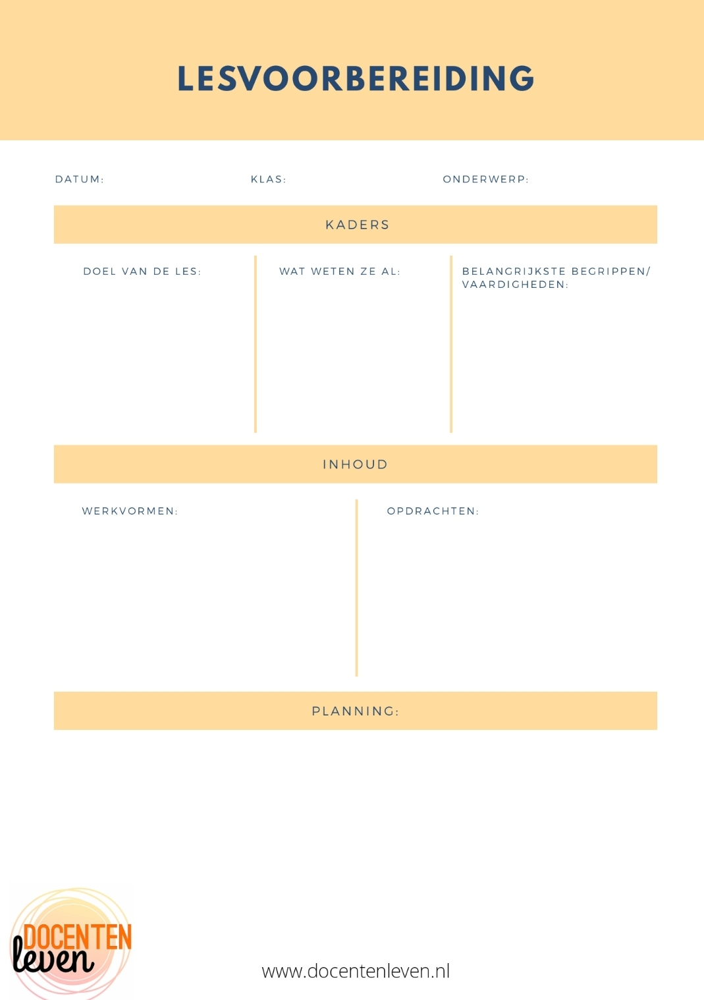 LESVOORBEREIDING
DATUM: KLAS: ONDERWERP:
KADERS
DOEL VAN DE LES: WAT WETEN ZE AL: BELANGRIJKSTE BEGRIPPEN/
VAARDIGHEDEN:
INHOUD
WERKVORMEN: OPDRACHTEN:
PLANNING:
DOCENTEN
leven
www.docentenleven.nl